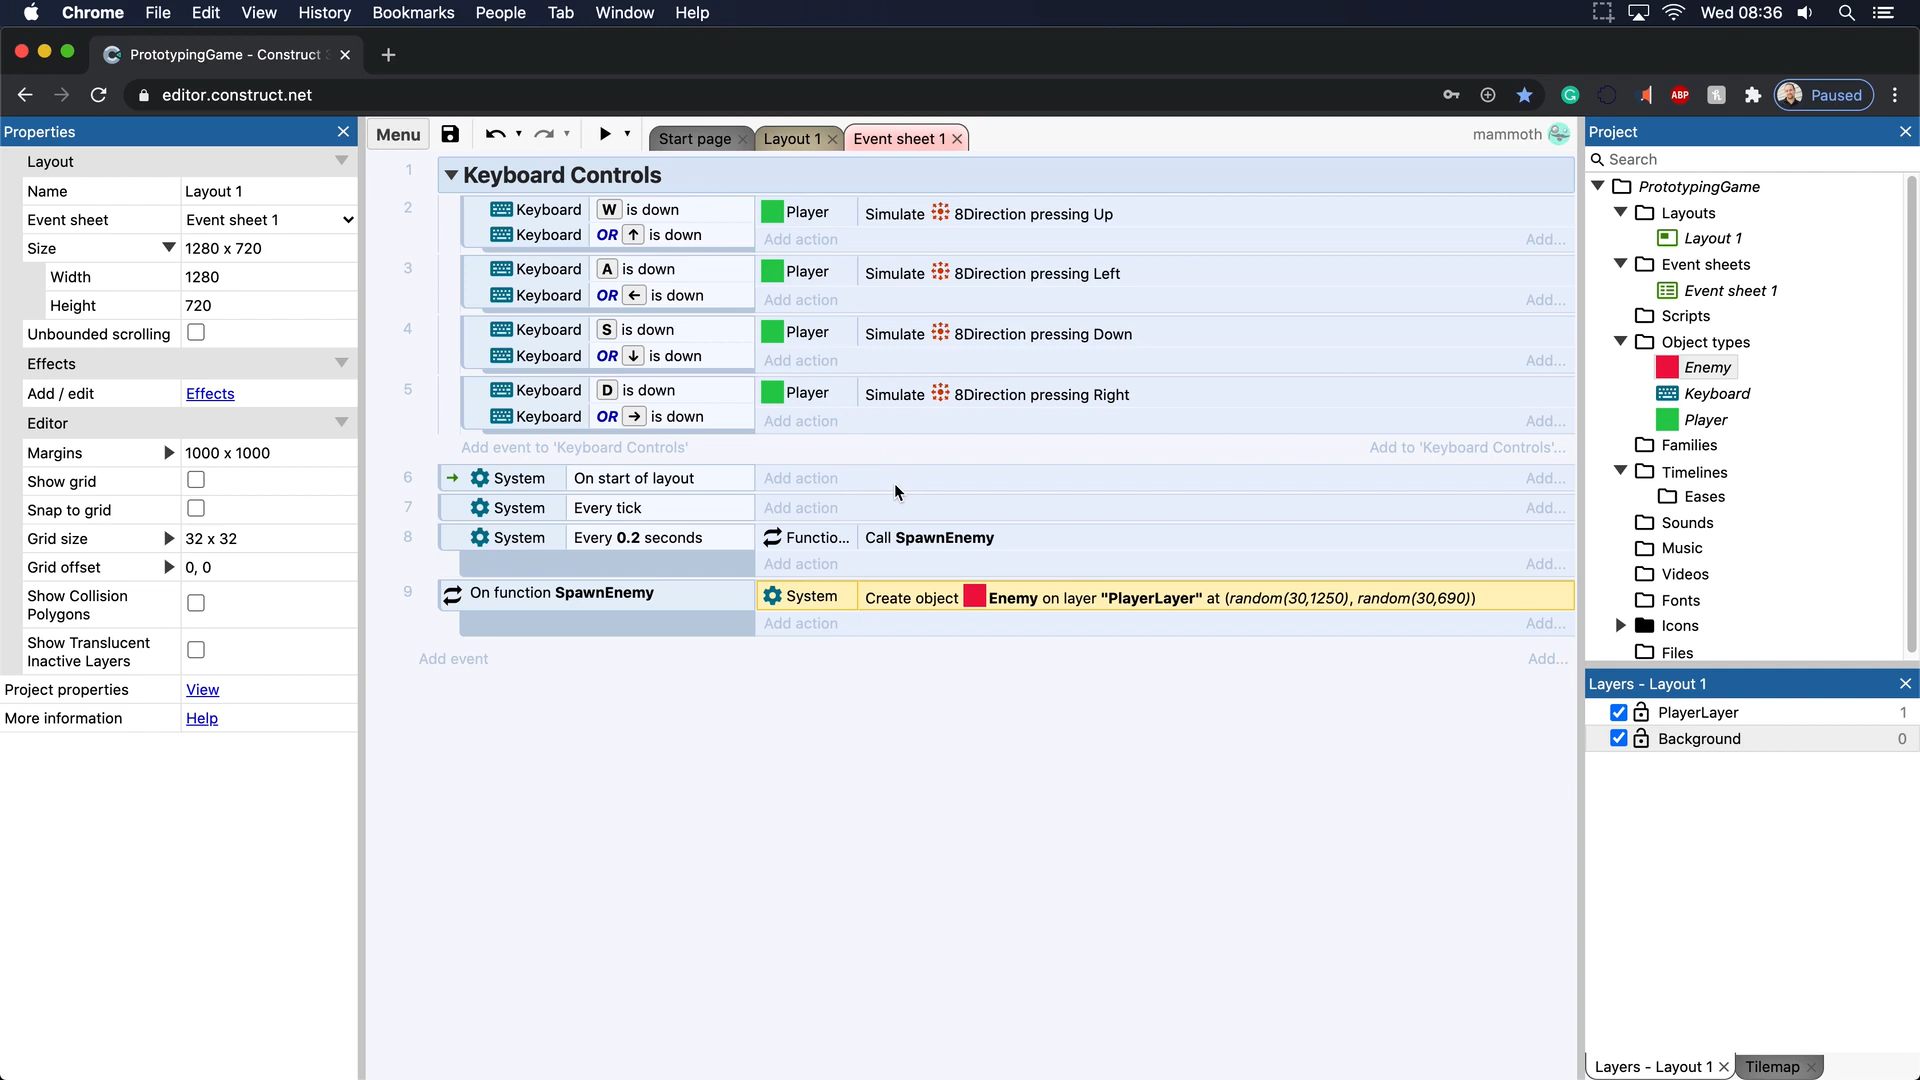 Chrome File Edit View History Bookmarks People Tab Window Help Wed 08:36
PrototypingGame - Construct 3
editor.construct.net ABP Paused
Properties
Layout
Name Layout 1
Event sheet Event sheet 1
Size 1280 x 720
Width 1280
Height 720
Unbounded scrolling
Effects
Add / edit Effects
Editor
Margins 1000 x 1000
Show grid
Snap to grid
Grid size 32 x 32
Grid offset 0, 0
Show Collision
Polygons
Show Translucent
Inactive Layers
Project properties View
More information Help
Menu Start page Layout 1 Event sheet 1 mammoth
1 Keyboard Controls
2 Keyboard W is down Player Simulate 8Direction pressing Up
Keyboard OR ↑ is down Add action Add...
3 Keyboard A is down Player Simulate 8Direction pressing Left
Keyboard OR ← is down Add action Add...
4 Keyboard S is down Player Simulate 8Direction pressing Down
Keyboard OR ↓ is down Add action Add...
5 Keyboard D is down Player Simulate 8Direction pressing Right
Keyboard OR → is down Add action Add...
Add event to 'Keyboard Controls' Add to 'Keyboard Controls'...
6 System On start of layout Add action Add...
7 System Every tick Add action Add...
8 System Every 0.2 seconds Functio... Call SpawnEnemy
Add action Add...
9 On function SpawnEnemy System Create object Enemy on layer "PlayerLayer" at (random(30,1250), random(30,690))
Add action Add...
Add event Add...
Project
Search
PrototypingGame
Layouts
Layout 1
Event sheets
Event sheet 1
Scripts
Object types
Enemy
Keyboard
Player
Families
Timelines
Eases
Sounds
Music
Videos
Fonts
Icons
Files
Layers - Layout 1
PlayerLayer 1
Background 0
Layers - Layout 1 Tilemap